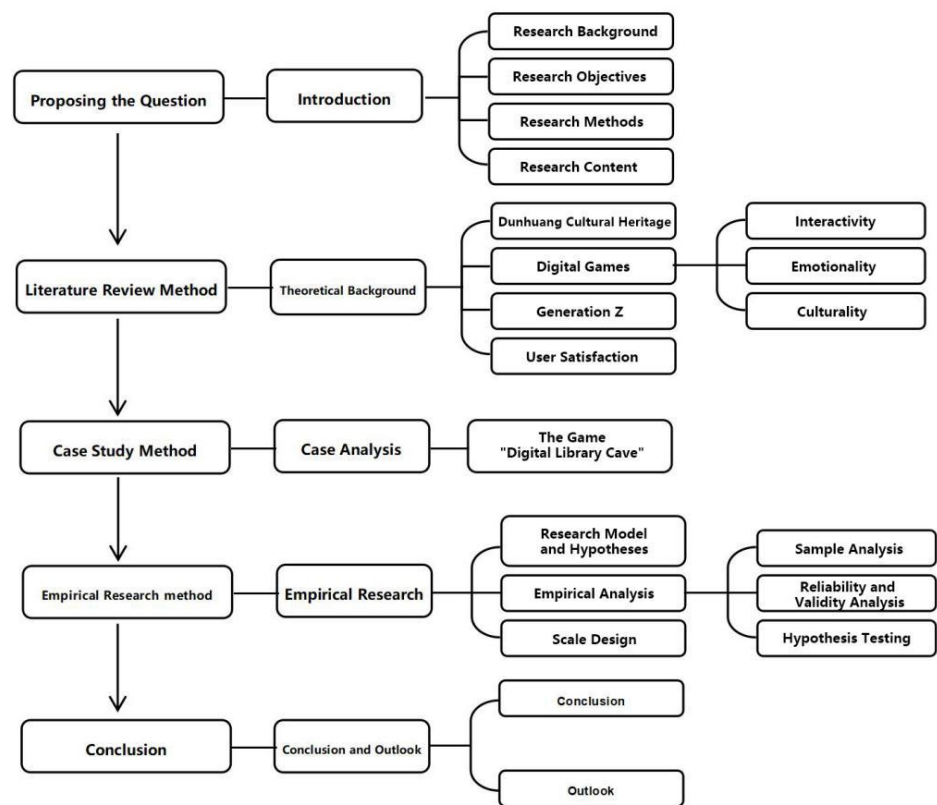 Proposing the Question
Introduction
Research Background
Research Objectives
Research Methods
Research Content
Literature Review Method
Theoretical Background
Dunhuang Cultural Heritage
Digital Games
Generation Z
User Satisfaction
Interactivity
Emotionality
Culturality
Case Study Method
Case Analysis
The Game
"Digital Library Cave"
Empirical Research method
Empirical Research
Research Model
and Hypotheses
Empirical Analysis
Scale Design
Sample Analysis
Reliability and
Validity Analysis
Hypothesis Testing
Conclusion
Conclusion and Outlook
Conclusion
Outlook